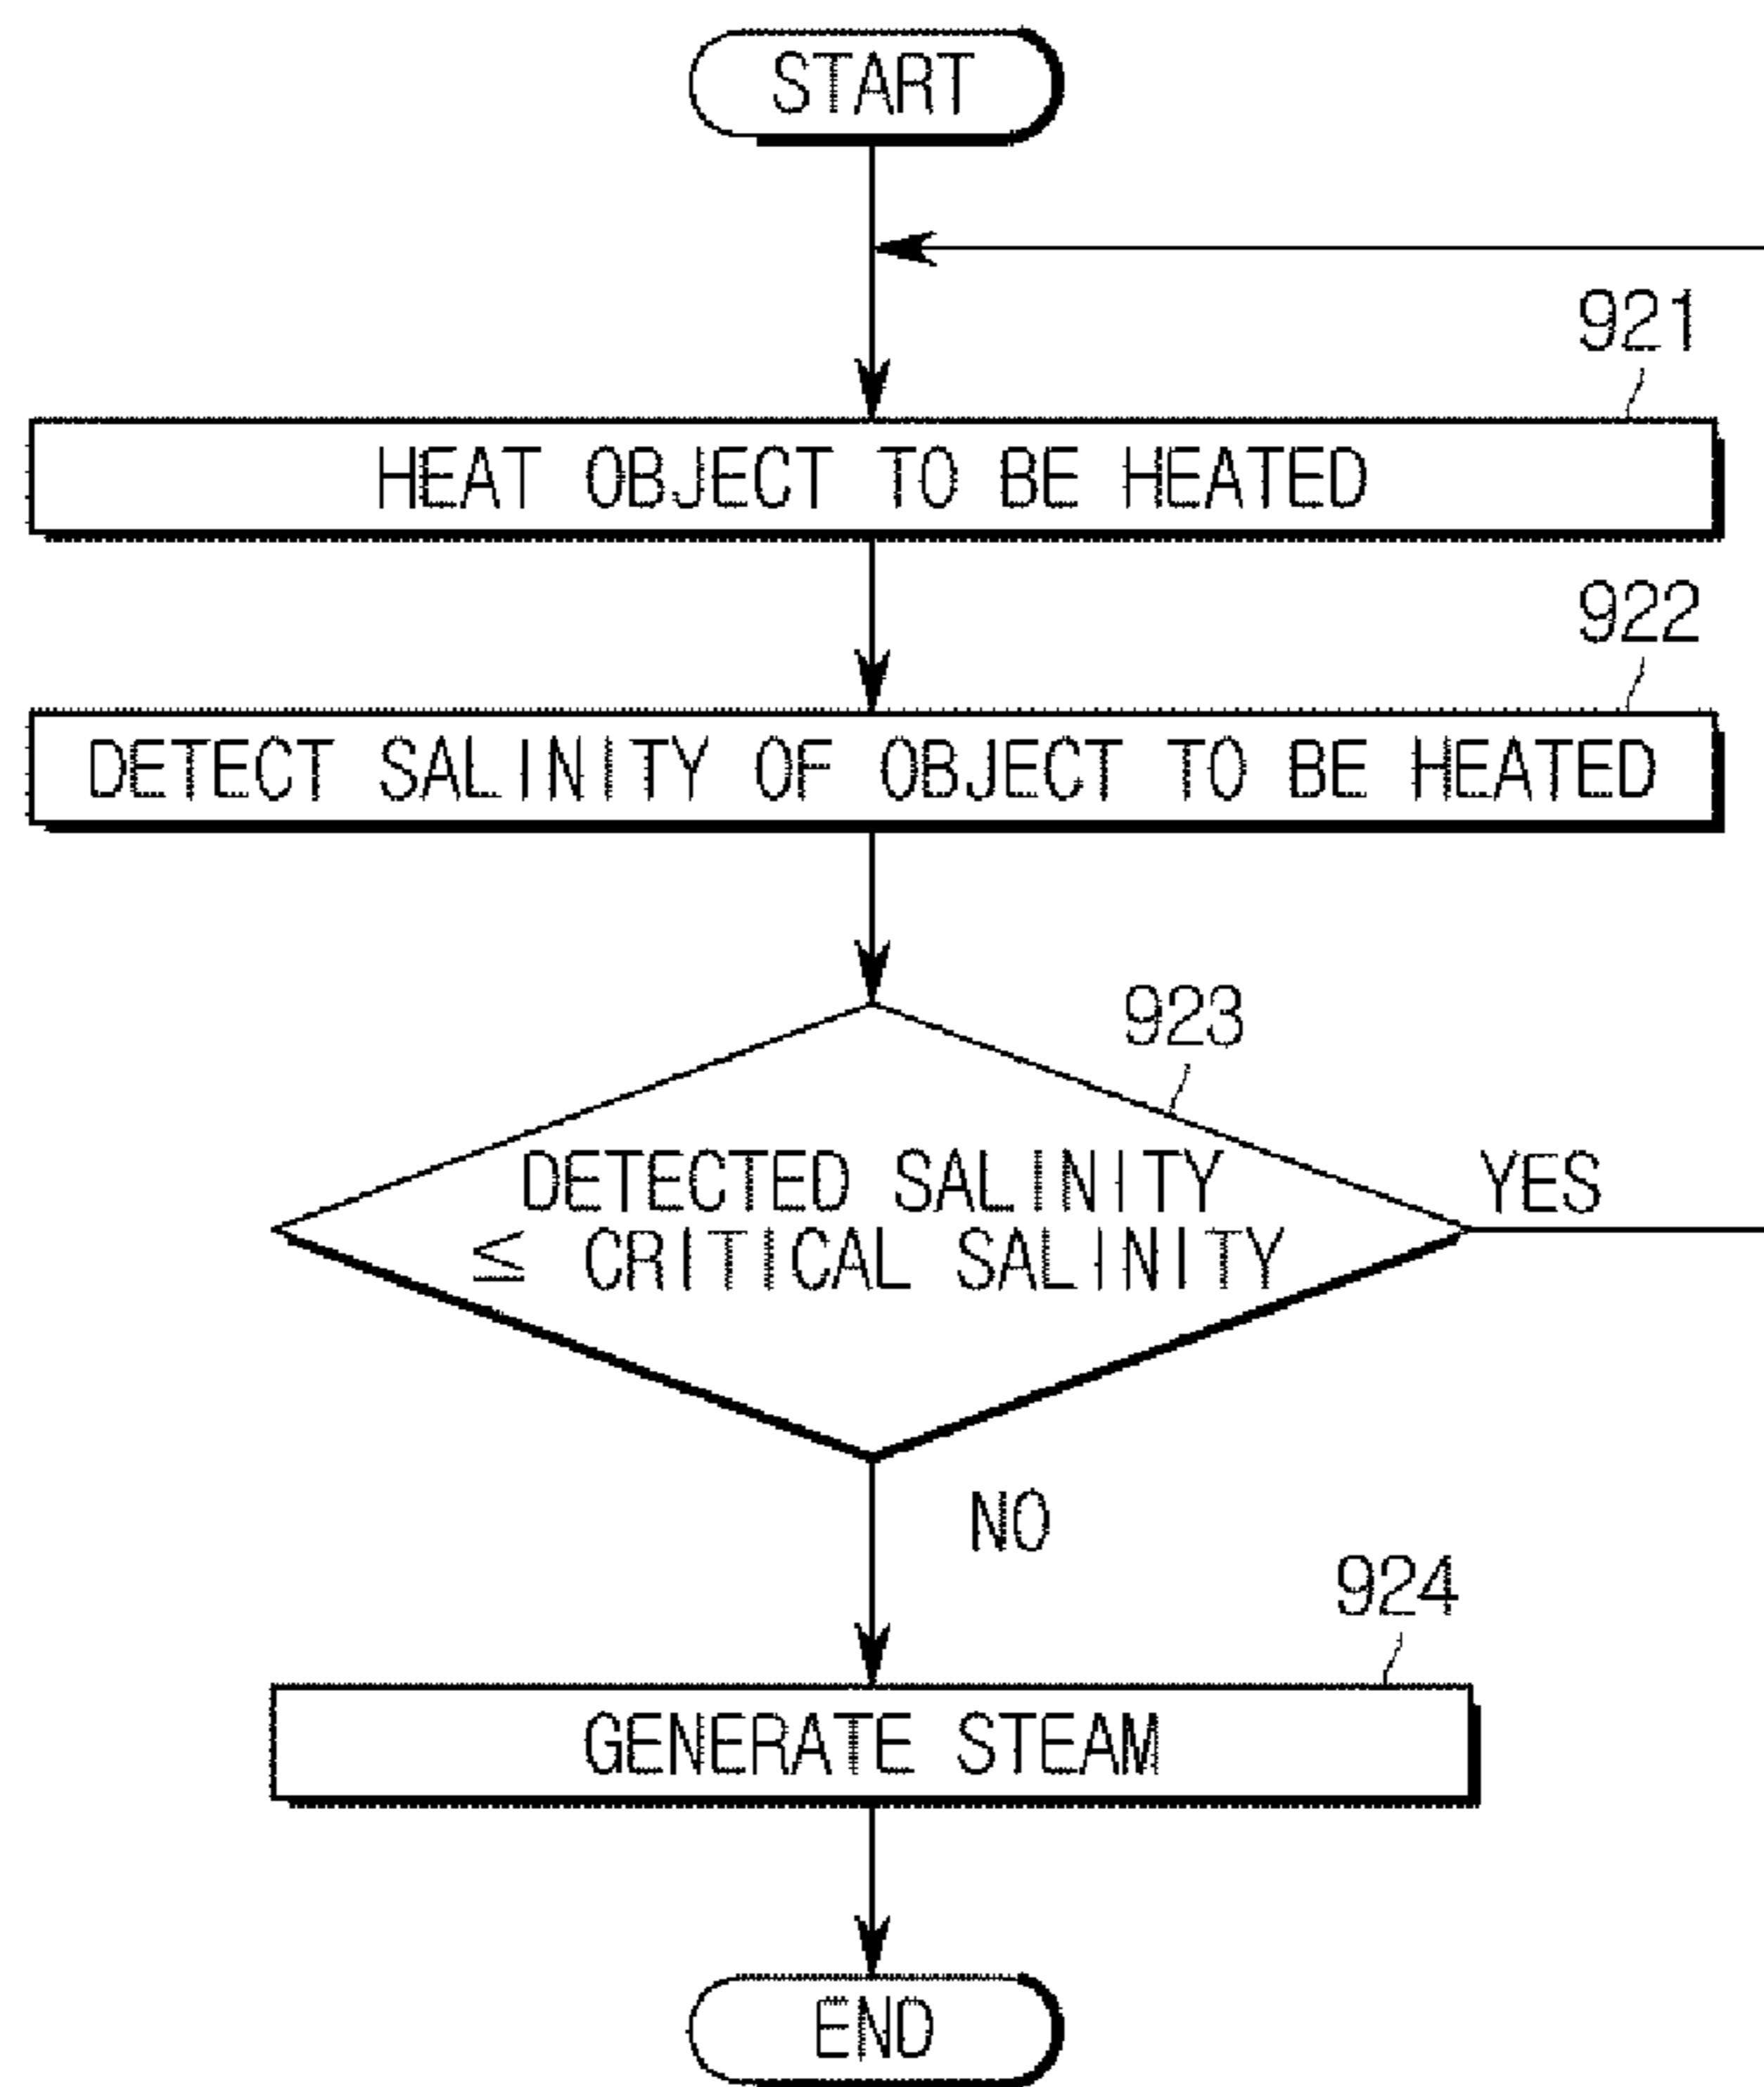 START
921
HEAT OBJECT TO BE HEATED
922
DETECT SALINITY OF OBJECT TO BE HEATED
923
DETECTED SALINITY
≤ CRITICAL SALINITY
YES
NO
924
GENERATE STEAM
END